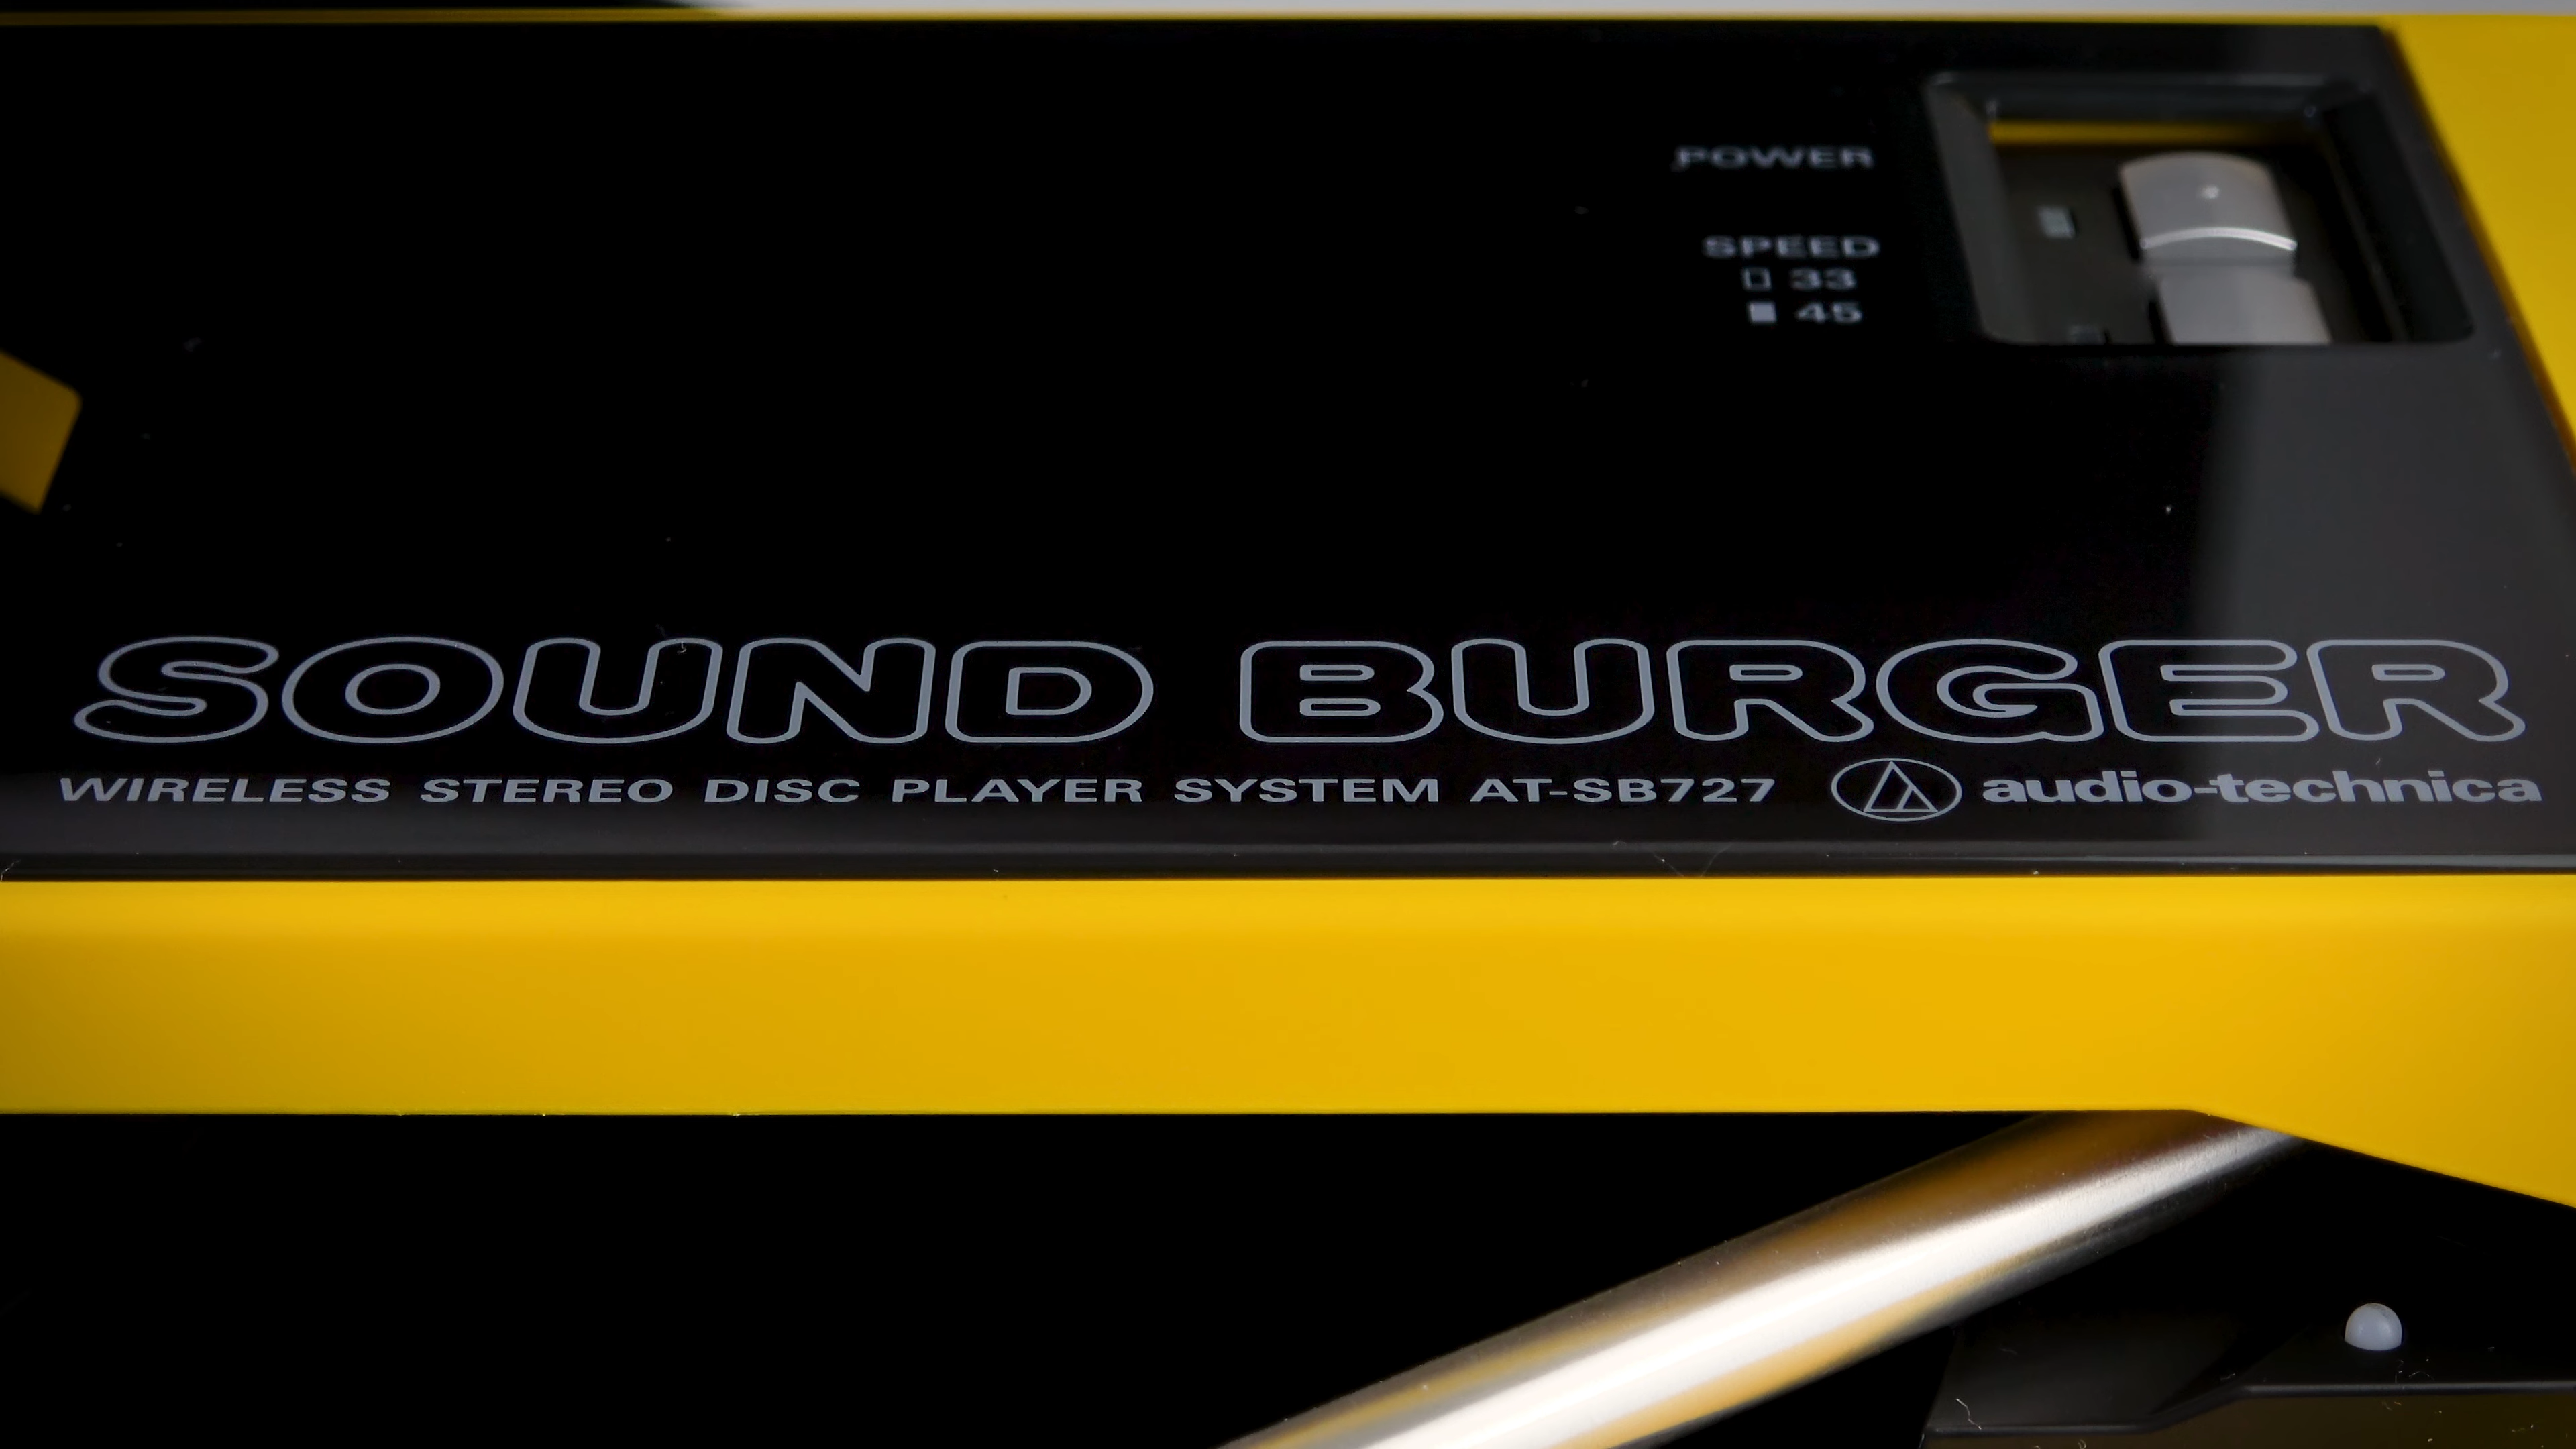 POWER
SPEED
33
45
SOUND BURGER
WIRELESS STEREO DISC PLAYER SYSTEM AT-SB727 audio-technica